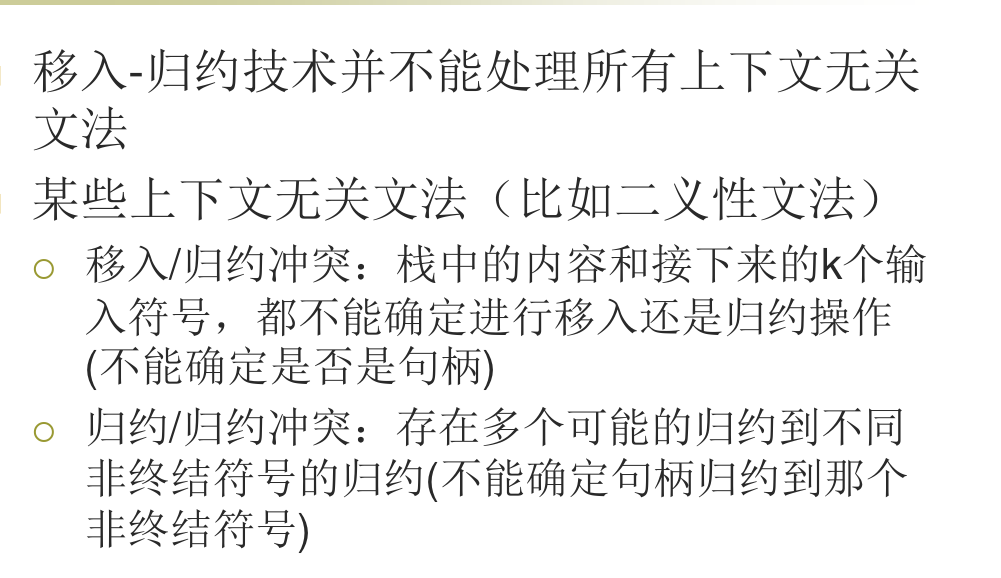 移入-归约技术并不能处理所有上下文无关
文法
某些上下文无关文法（比如二义性文法）
移入/归约冲突：栈中的内容和接下来的k个输
入符号，都不能确定进行移入还是归约操作
(不能确定是否是句柄)
归约/归约冲突：存在多个可能的归约到不同
非终结符号的归约(不能确定句柄归约到那个
非终结符号)